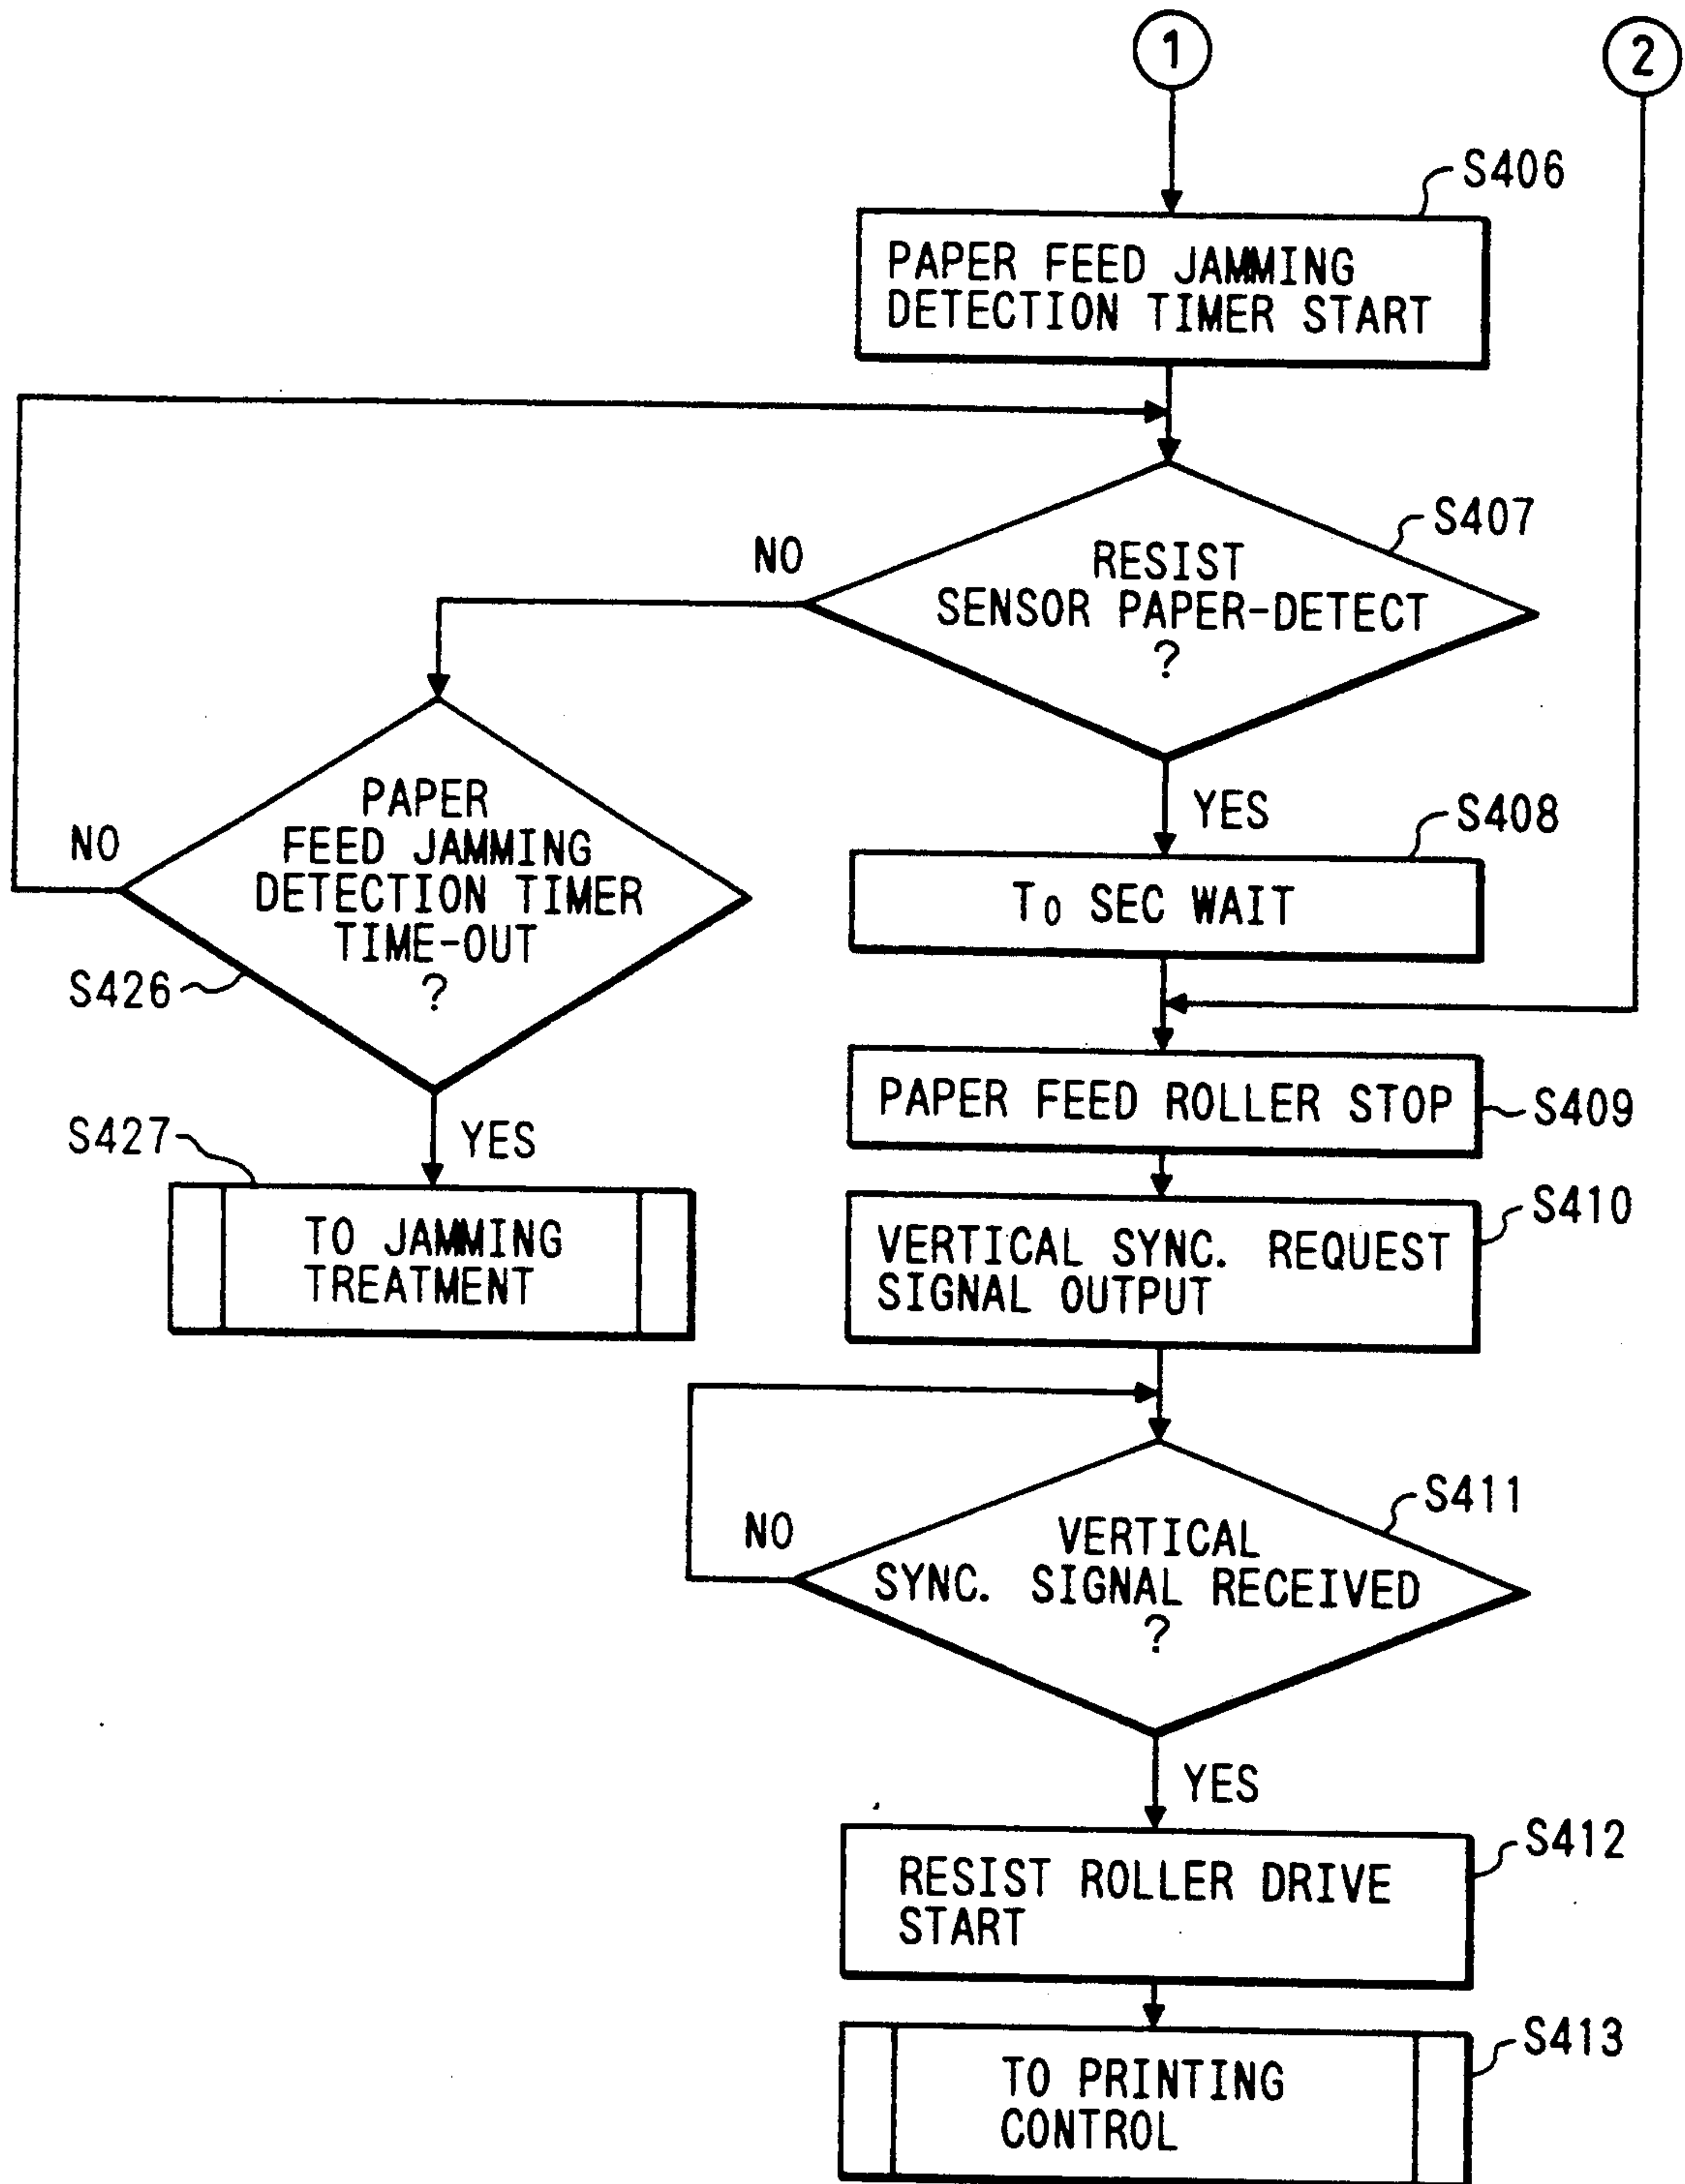 1
2
S406
PAPER FEED JAMMING
DETECTION TIMER START
S407
NO
RESIST
SENSOR PAPER-DETECT
?
YES
S408
T0 SEC WAIT
NO
PAPER
FEED JAMMING
DETECTION TIMER
TIME-OUT
?
S426
YES
S427
TO JAMMING
TREATMENT
PAPER FEED ROLLER STOP
S409
S410
VERTICAL SYNC. REQUEST
SIGNAL OUTPUT
S411
NO
VERTICAL
SYNC. SIGNAL RECEIVED
?
YES
S412
RESIST ROLLER DRIVE
START
S413
TO PRINTING
CONTROL